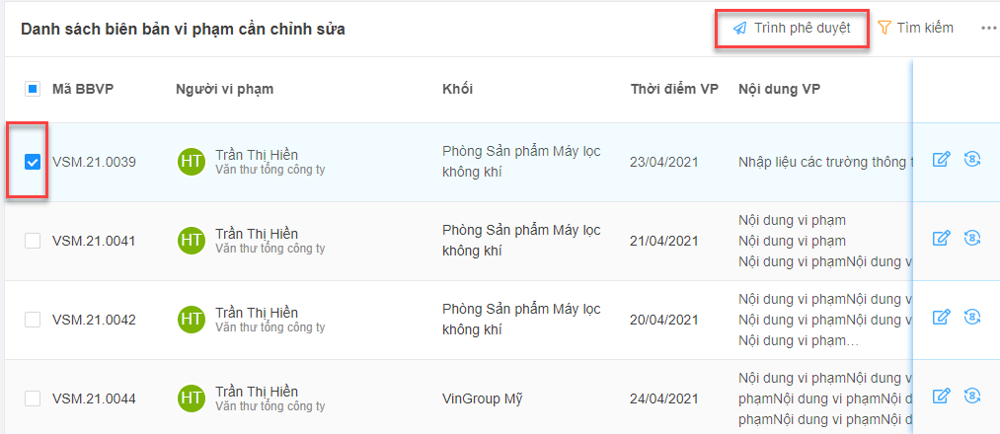 Danh sách biên bản vi phạm cần chỉnh sửa
Trình phê duyệt
Tìm kiếm
Mã BBVP Người vi phạm Khối Thời điểm VP Nội dung VP
VSM.21.0039
HT
Trần Thị Hiền
Văn thư tổng công ty
Phòng Sản phẩm Máy lọc
không khí
23/04/2021
Nhập liệu các trường thông t
VSM.21.0041
HT
Trần Thị Hiền
Văn thư tổng công ty
Phòng Sản phẩm Máy lọc
không khí
21/04/2021
Nội dung vi phạm
Nội dung vi phạm
Nội dung vi phạmNội dung v
VSM.21.0042
HT
Trần Thị Hiền
Văn thư tổng công ty
Phòng Sản phẩm Máy lọc
không khí
20/04/2021
Nội dung vi phạmNội dung v
Nội dung vi phạmNội dung v
Nội dung vi phạm…
VSM.21.0044
HT
Trần Thị Hiền
Văn thư tổng công ty
VinGroup Mỹ
24/04/2021
Nội dung vi phạmNội dung vi
phạmNội dung vi phạmNội d
phạmNội dung vi phạmNội d